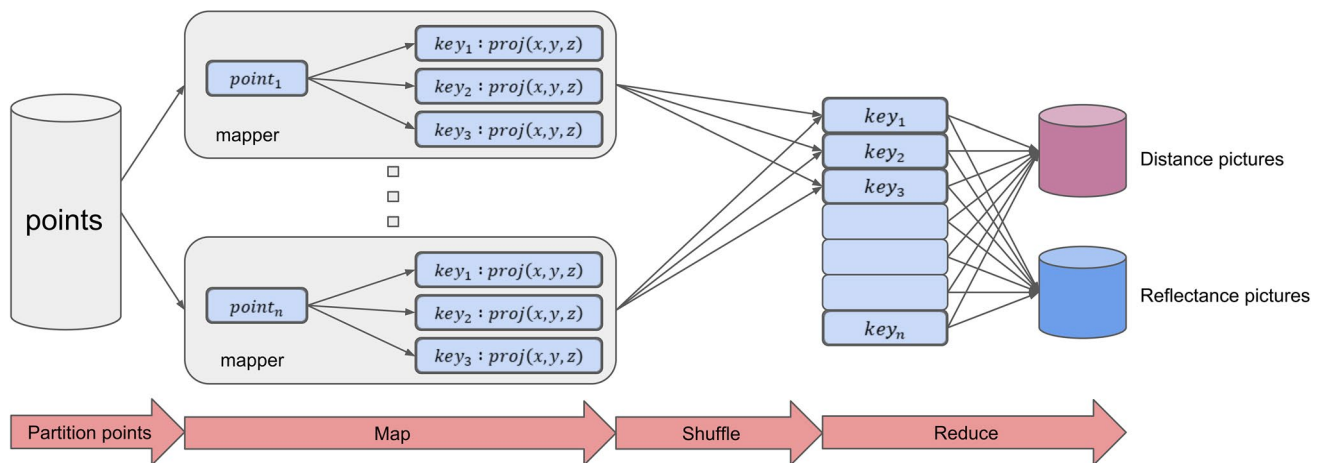 points
point₁
key₁ : proj(x, y, z)
key₂ : proj(x, y, z)
key₃ : proj(x, y, z)
mapper
pointₙ
key₁ : proj(x, y, z)
key₂ : proj(x, y, z)
key₃ : proj(x, y, z)
mapper
key₁
key₂
key₃
keyₙ
Distance pictures
Reflectance pictures
Partition points
Map
Shuffle
Reduce